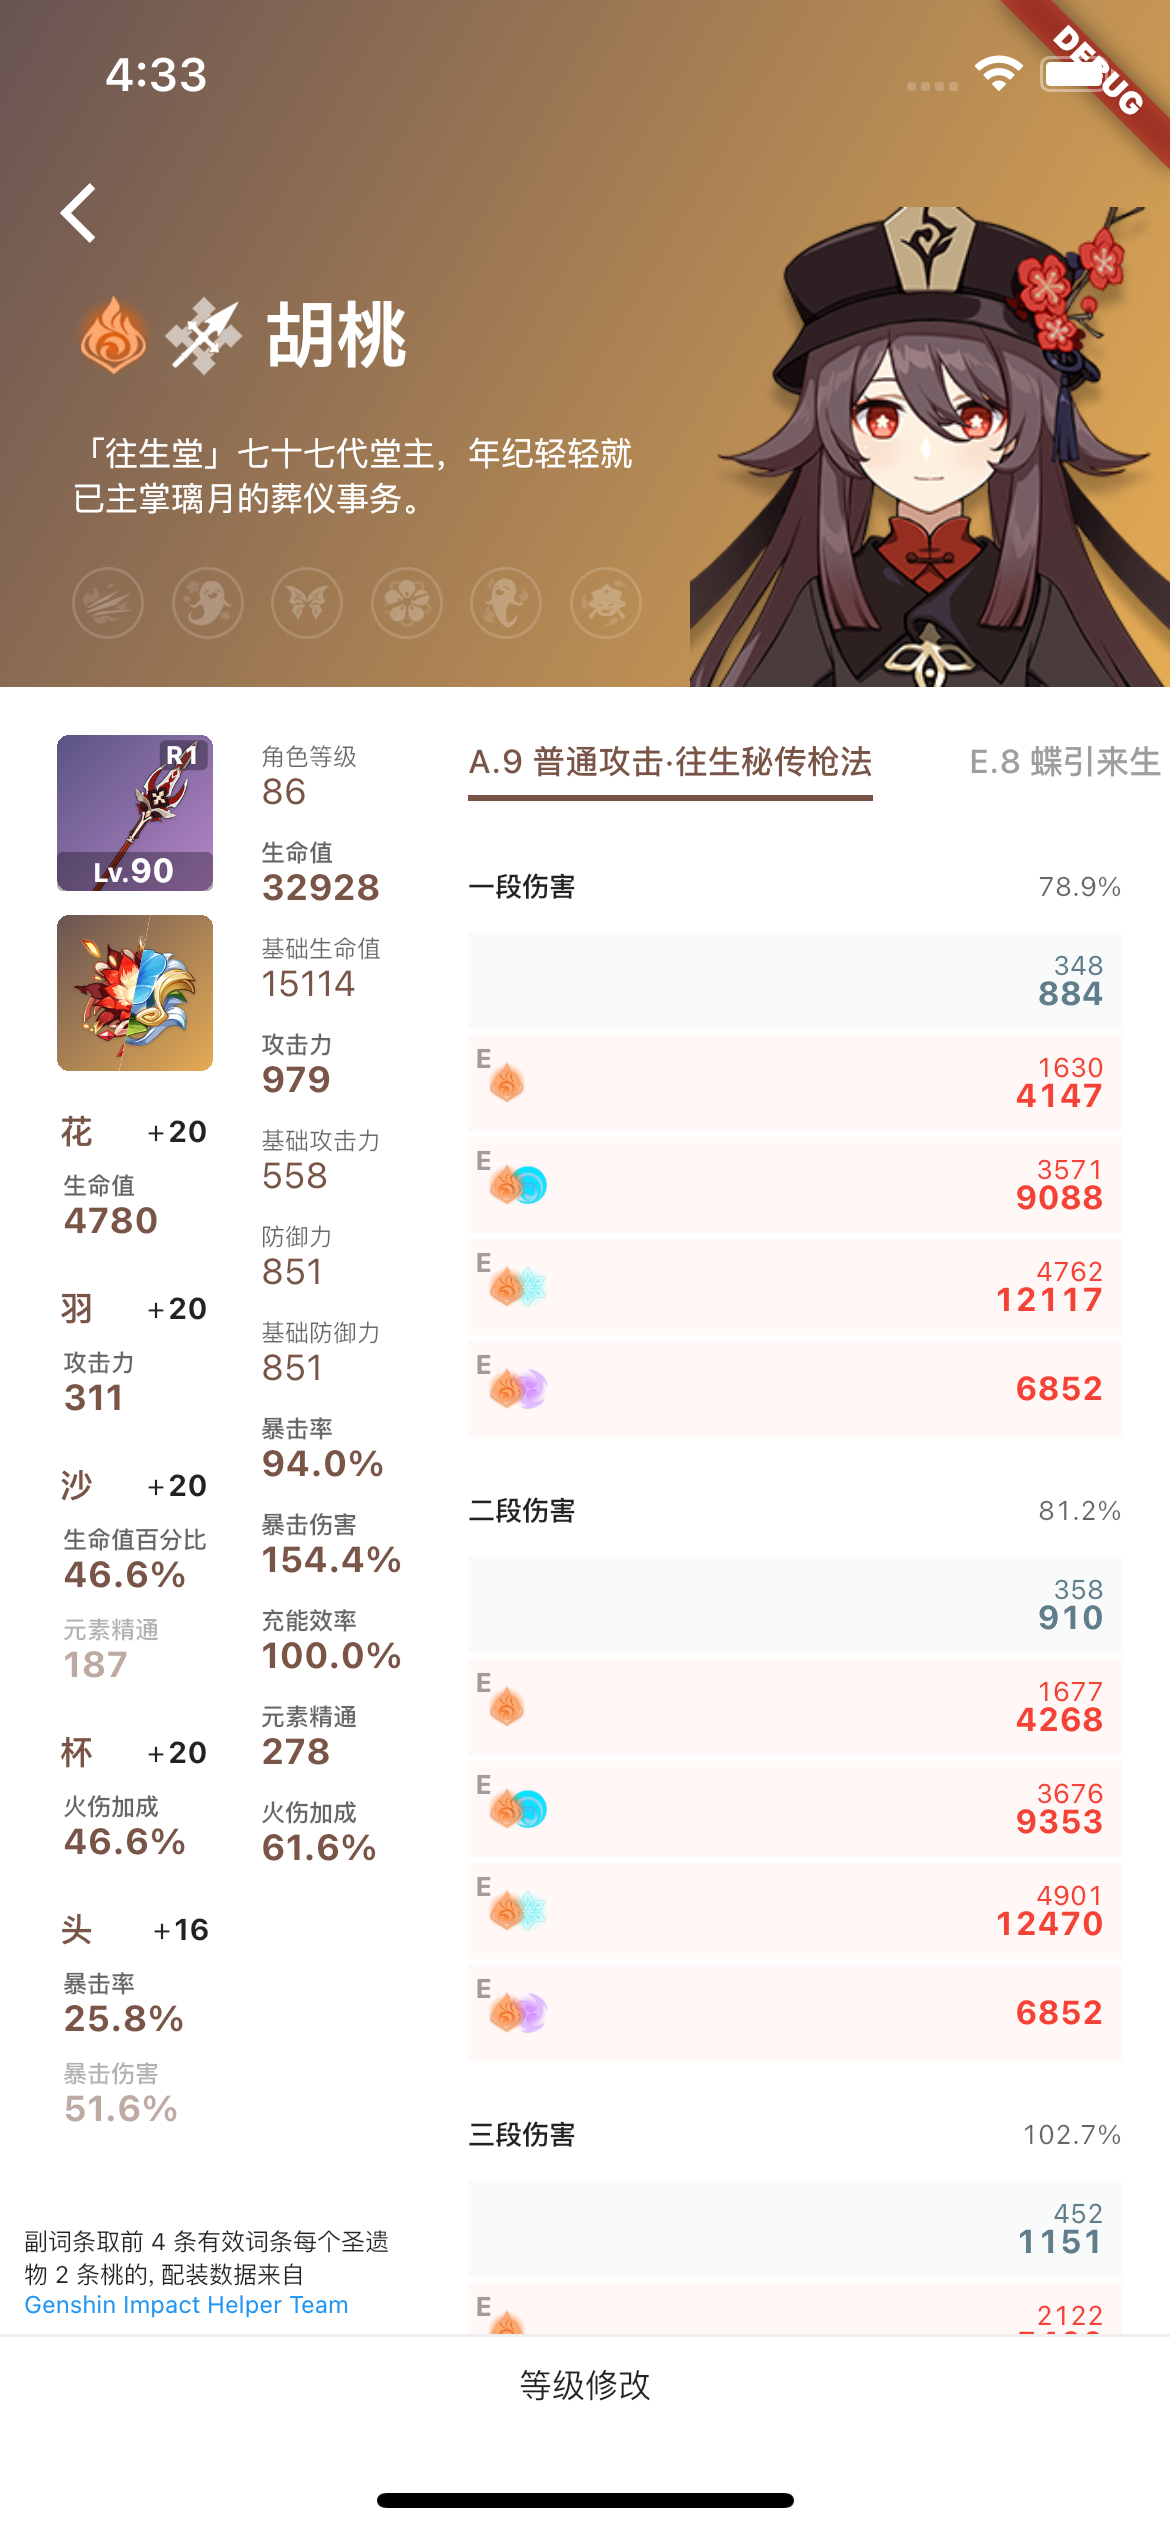 4:33
DEBUG
胡桃
「往生堂」七十七代堂主，年纪轻轻就
已主掌璃月的葬仪事务。
R1
Lv.90
花 +20
生命值
4780
羽 +20
攻击力
311
沙 +20
生命值百分比
46.6%
元素精通
187
杯 +20
火伤加成
46.6%
头 +16
暴击率
25.8%
暴击伤害
51.6%
副词条取前 4 条有效词条每个圣遗
物 2 条桃的, 配装数据来自
Genshin Impact Helper Team
角色等级
86
生命值
32928
基础生命值
15114
攻击力
979
基础攻击力
558
防御力
851
基础防御力
851
暴击率
94.0%
暴击伤害
154.4%
充能效率
100.0%
元素精通
278
火伤加成
61.6%
A.9 普通攻击·往生秘传枪法 E.8 蝶引来生
一段伤害 78.9%
348
884
E
1630
4147
E
3571
9088
E
4762
12117
E
6852
二段伤害 81.2%
358
910
E
1677
4268
E
3676
9353
E
4901
12470
E
6852
三段伤害 102.7%
452
1151
E
2122
等级修改